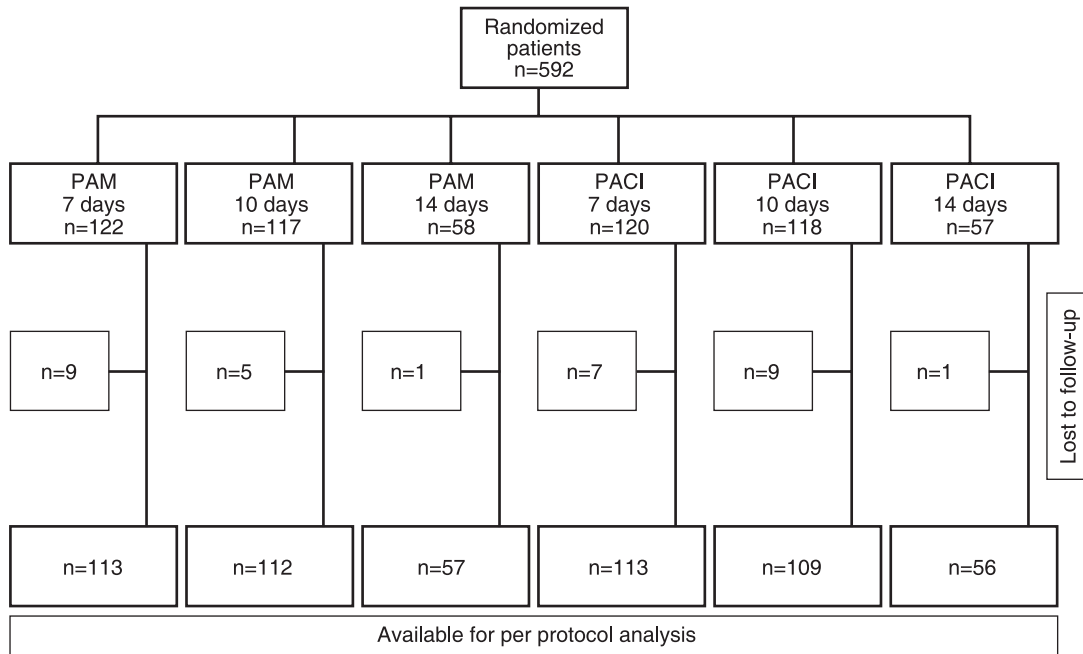 Randomized
patients
n=592
PAM
7 days
n=122
PAM
10 days
n=117
PAM
14 days
n=58
PACI
7 days
n=120
PACI
10 days
n=118
PACI
14 days
n=57
n=9
n=5
n=1
n=7
n=9
n=1
Lost to follow-up
n=113
n=112
n=57
n=113
n=109
n=56
Available for per protocol analysis